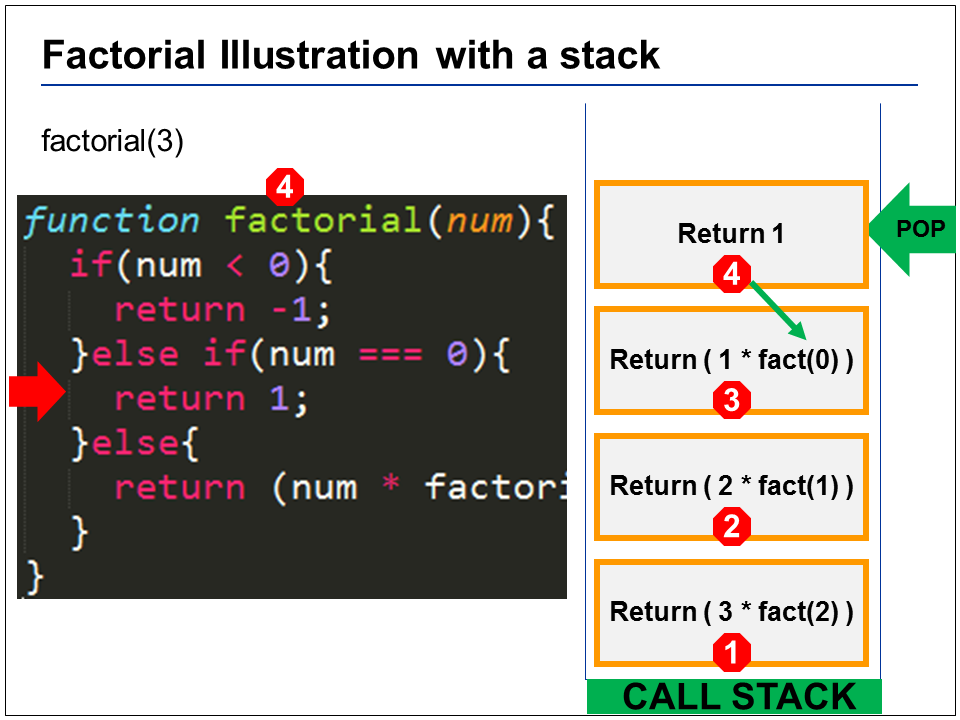 Factorial Illustration with a stack
factorial(3)
4
function factorial(num){
if(num < 0){
return -1;
}else if(num === 0){
return 1;
}else{
return (num * factori
}
}
Return 1
4
POP
Return ( 1 * fact(0) )
3
Return ( 2 * fact(1) )
2
Return ( 3 * fact(2) )
1
CALL STACK